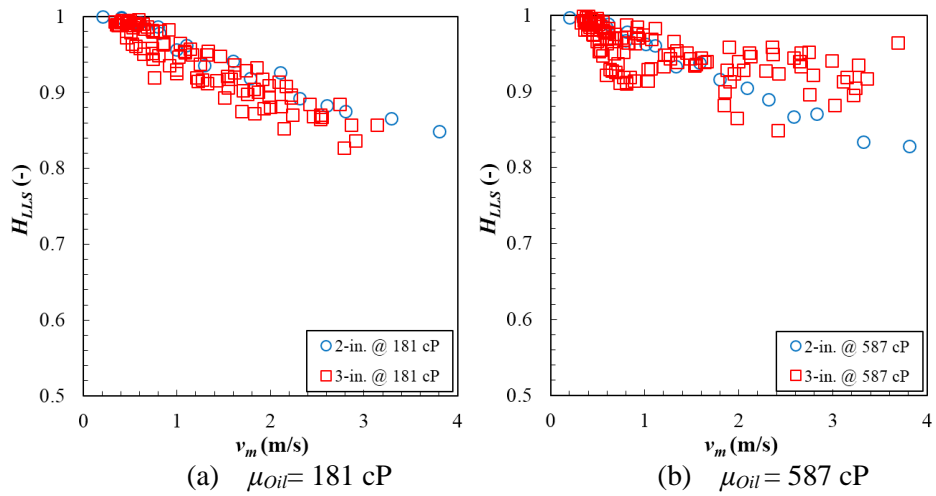 1
0.9
0.8
0.7
0.6
0.5
H_LLS (-)
0 1 2 3 4
v_m (m/s)
2-in. @ 181 cP
3-in. @ 181 cP
(a) μ_Oil= 181 cP
1
0.9
0.8
0.7
0.6
0.5
H_LLS (-)
0 1 2 3 4
v_m (m/s)
2-in. @ 587 cP
3-in. @ 587 cP
(b) μ_Oil= 587 cP